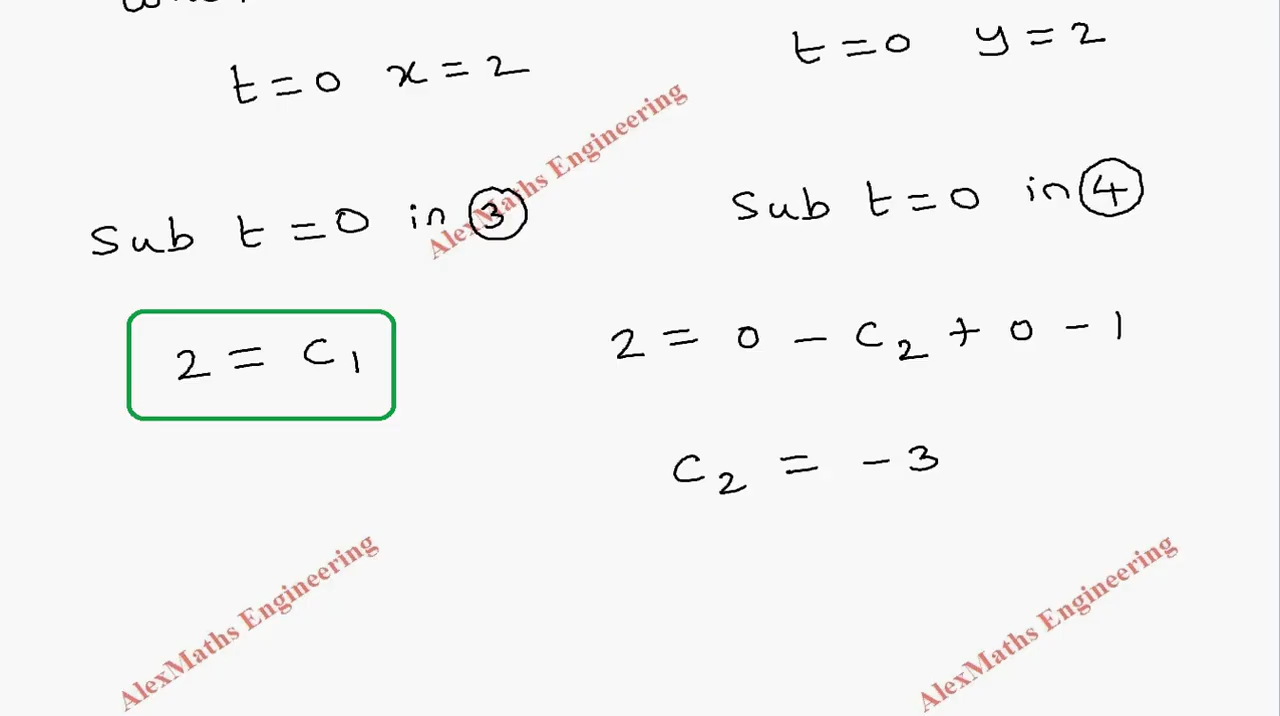 t = 0 x = 2
t = 0 y = 2
AlexMaths Engineering
Sub t = 0 in ③
Sub t = 0 in ④
2 = C₁
2 = 0 - C₂ + 0 - 1
C₂ = -3
AlexMaths Engineering
AlexMaths Engineering